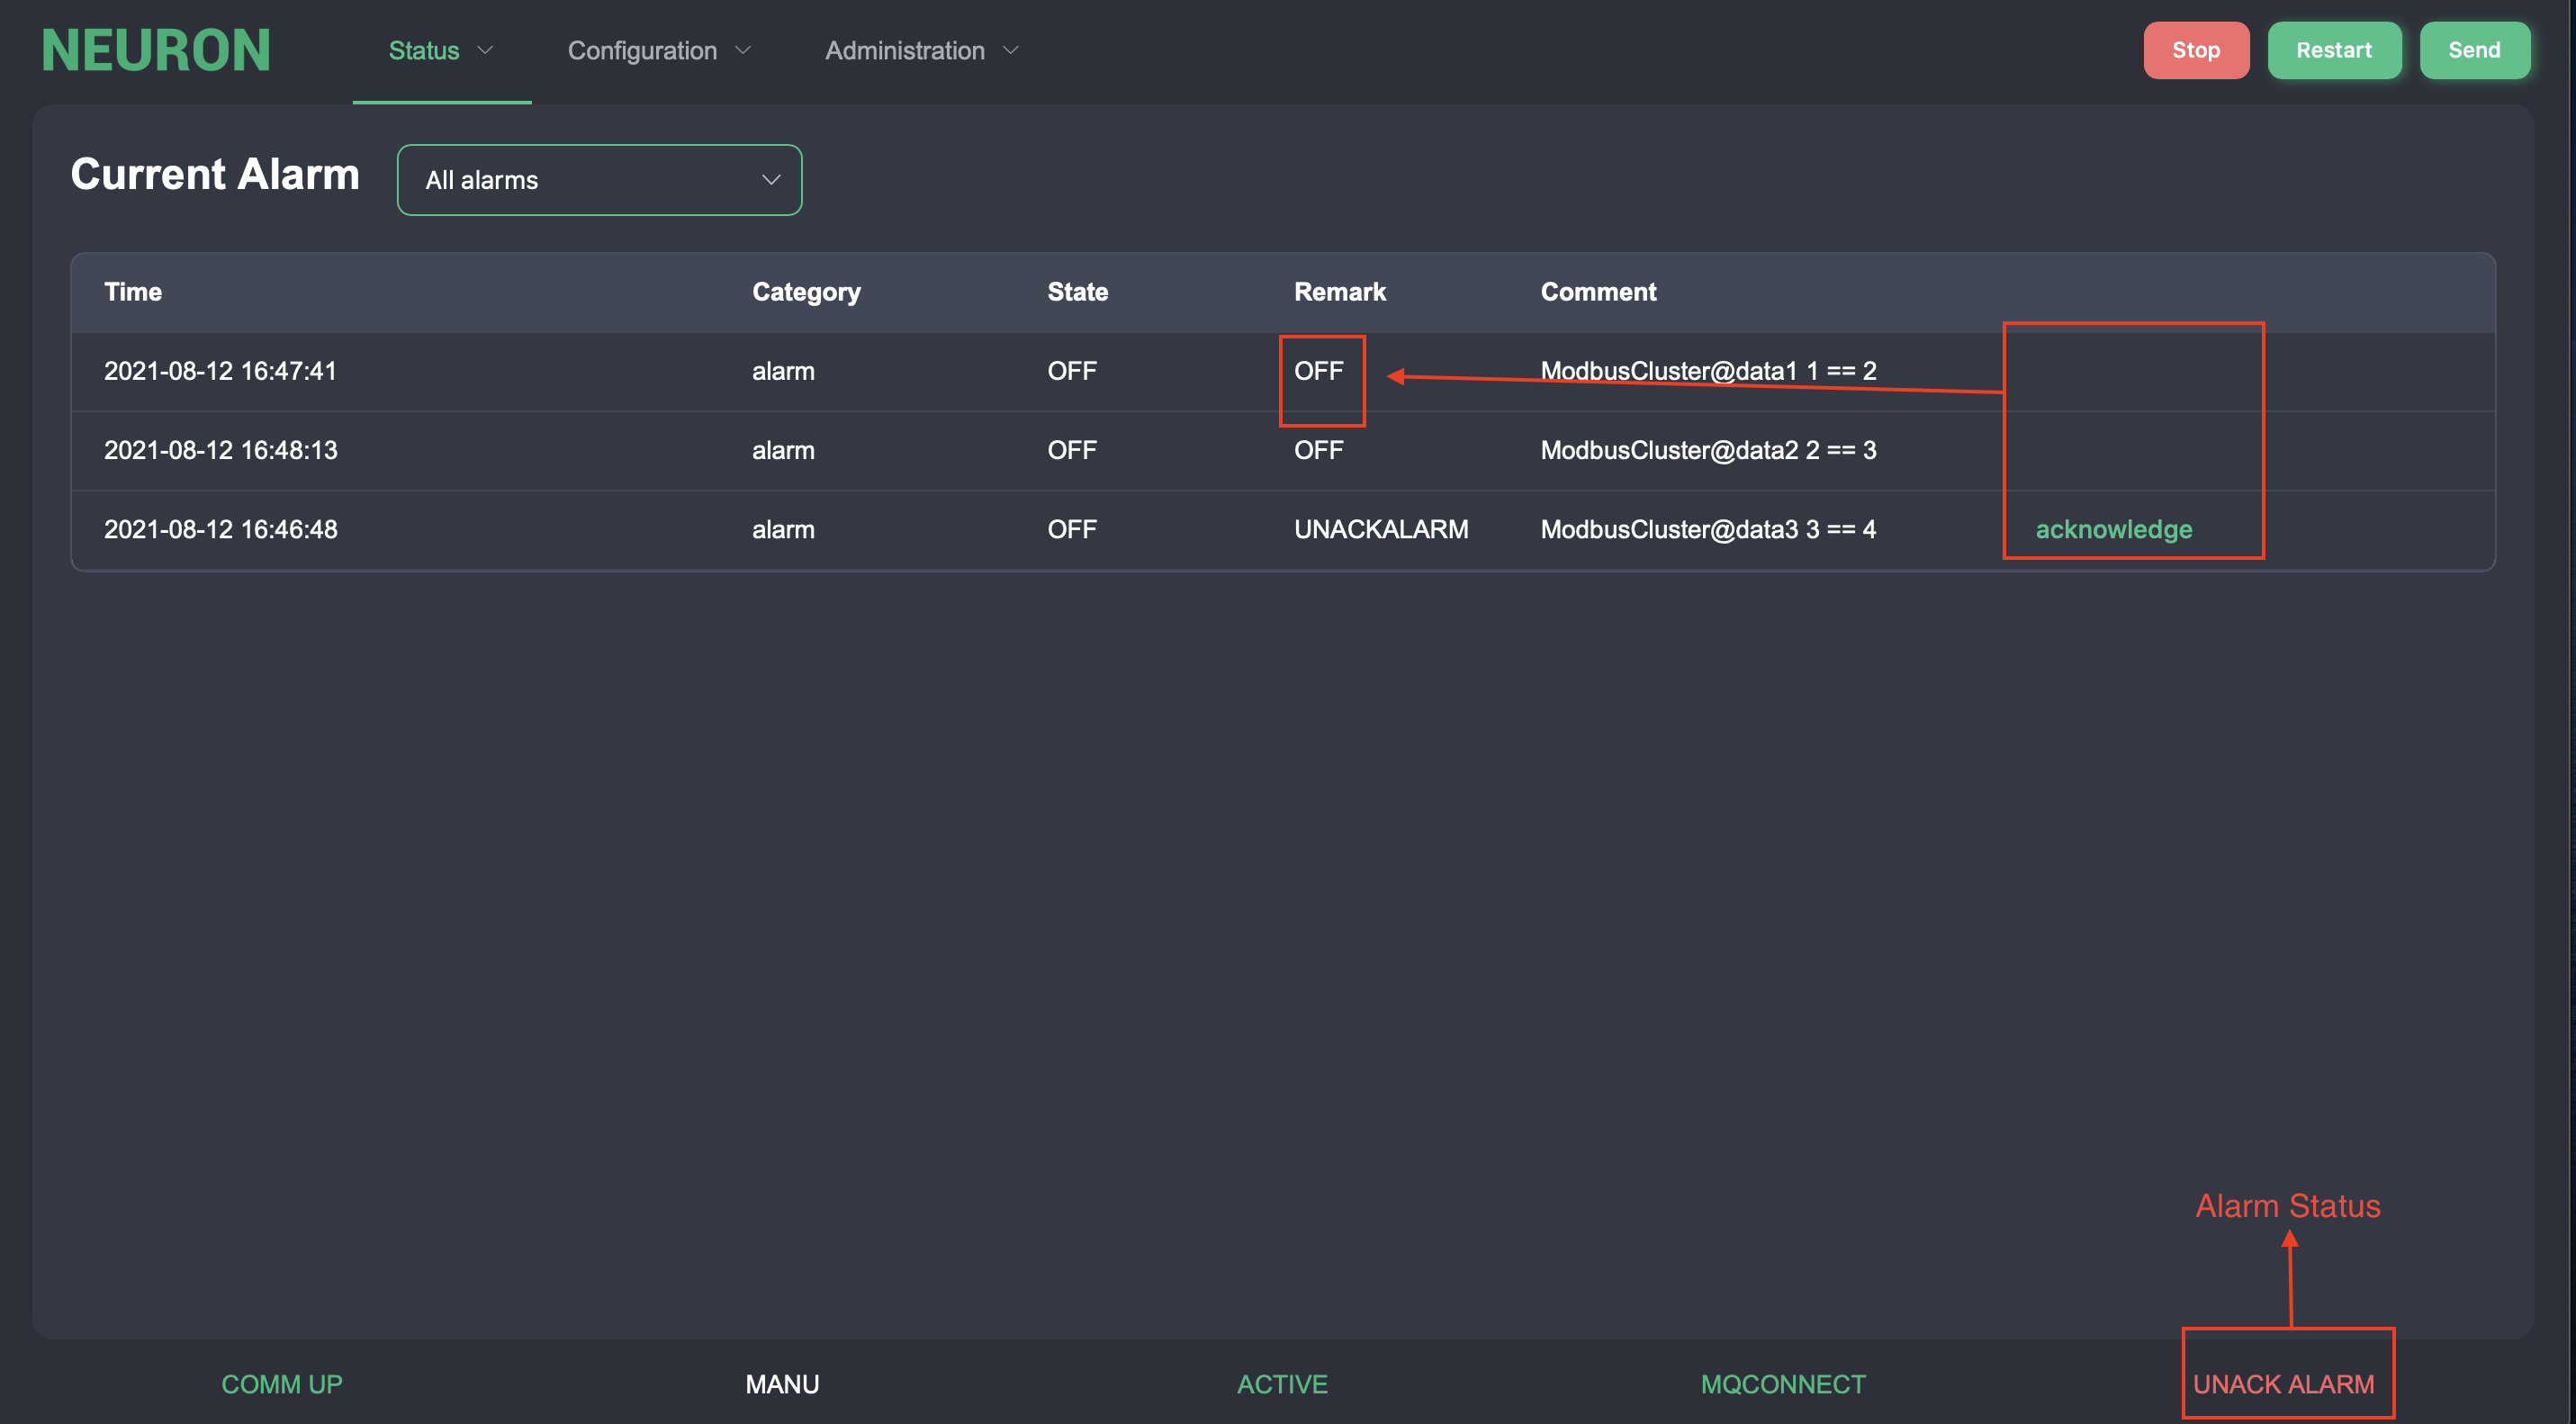 NEURON Status Configuration Administration Stop Restart Send
Current Alarm All alarms
Time Category State Remark Comment
2021-08-12 16:47:41 alarm OFF OFF ModbusCluster@data1 1 == 2
2021-08-12 16:48:13 alarm OFF OFF ModbusCluster@data2 2 == 3
2021-08-12 16:46:48 alarm OFF UNACKALARM ModbusCluster@data3 3 == 4 acknowledge
Alarm Status
COMM UP MANU ACTIVE MQCONNECT UNACK ALARM